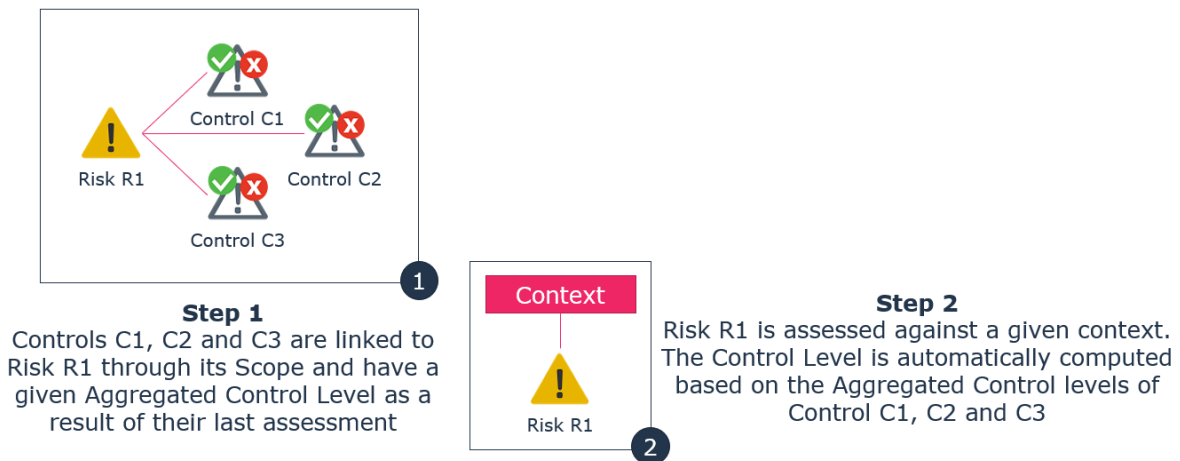 Control C1
Risk R1
Control C2
Control C3
1
Step 1
Controls C1, C2 and C3 are linked to
Risk R1 through its Scope and have a
given Aggregated Control Level as a
result of their last assessment
Context
Risk R1
2
Step 2
Risk R1 is assessed against a given context.
The Control Level is automatically computed
based on the Aggregated Control levels of
Control C1, C2 and C3